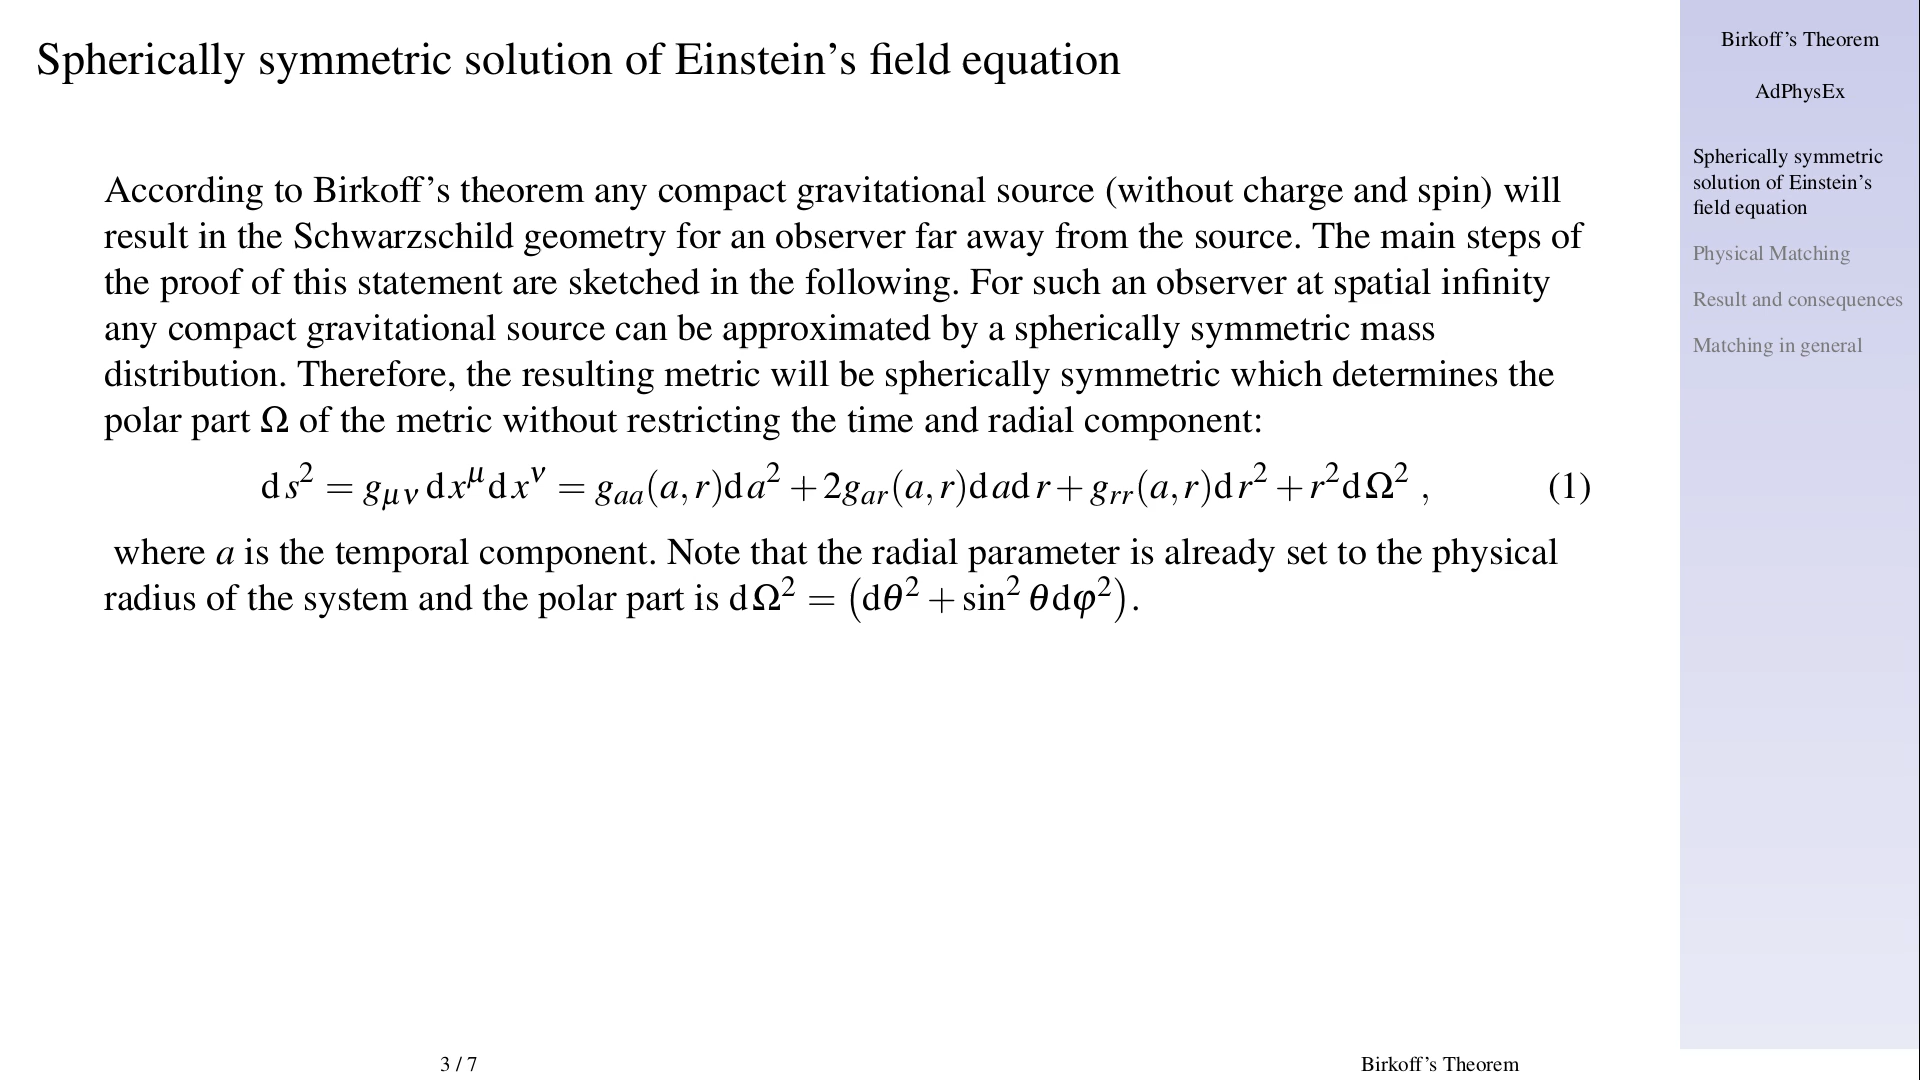 Spherically symmetric solution of Einstein's field equation
According to Birkoff's theorem any compact gravitational source (without charge and spin) will
result in the Schwarzschild geometry for an observer far away from the source. The main steps of
the proof of this statement are sketched in the following. For such an observer at spatial infinity
any compact gravitational source can be approximated by a spherically symmetric mass
distribution. Therefore, the resulting metric will be spherically symmetric which determines the
polar part Ω of the metric without restricting the time and radial component:
ds² = g_{μν} dx^μ dx^ν = g_{aa}(a,r)da² + 2g_{ar}(a,r)dadr + g_{rr}(a,r)dr² + r²dΩ² , (1)
where a is the temporal component. Note that the radial parameter is already set to the physical
radius of the system and the polar part is dΩ² = (dθ² + sin² θdφ²).
Birkoff's Theorem
AdPhysEx
Spherically symmetric
solution of Einstein's
field equation
Physical Matching
Result and consequences
Matching in general
3 / 7
Birkoff's Theorem